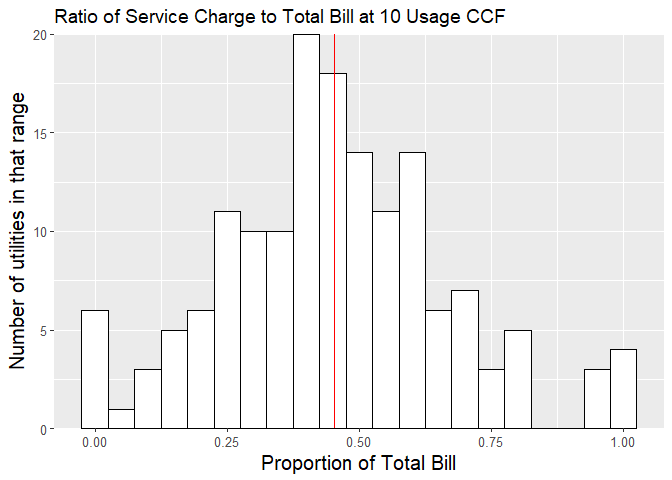 Ratio of Service Charge to Total Bill at 10 Usage CCF
Number of utilities in that range
20
15
10
5
0
0.00 0.25 0.50 0.75 1.00
Proportion of Total Bill